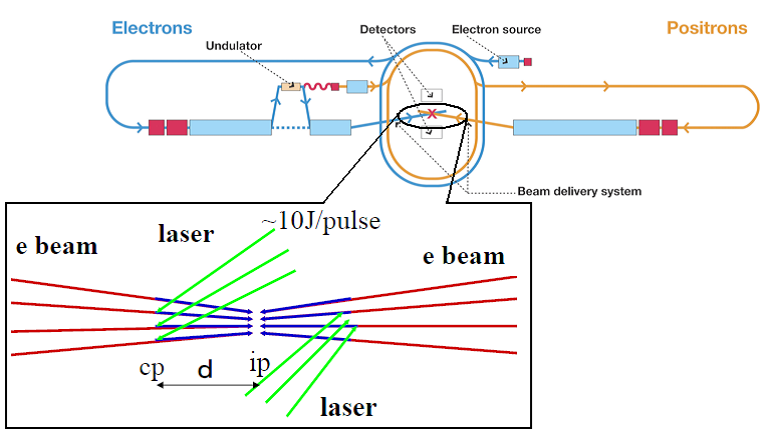 Electrons
Detectors
Electron source
Positrons
Undulator
Beam delivery system
~10J/pulse
laser
e beam
e beam
cp
d
ip
laser